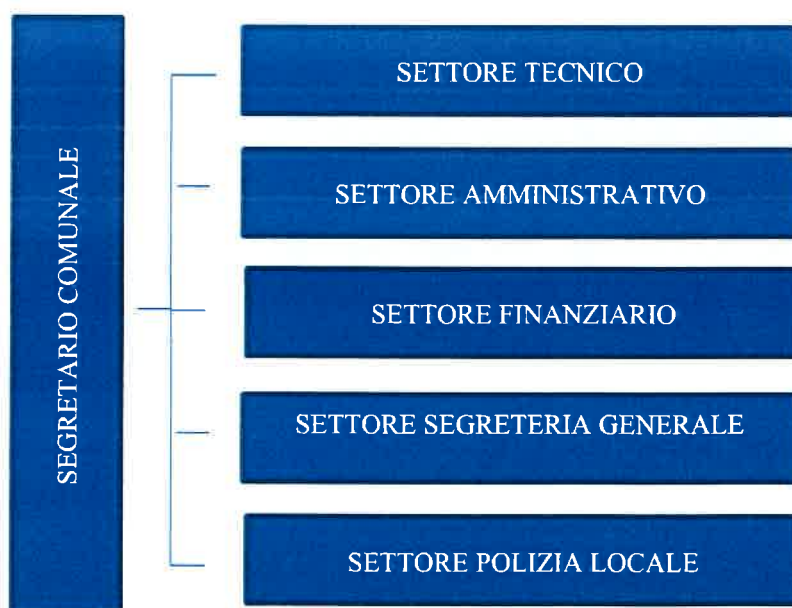 SEGRETARIO COMUNALE
SETTORE TECNICO
SETTORE AMMINISTRATIVO
SETTORE FINANZIARIO
SETTORE SEGRETERIA GENERALE
SETTORE POLIZIA LOCALE